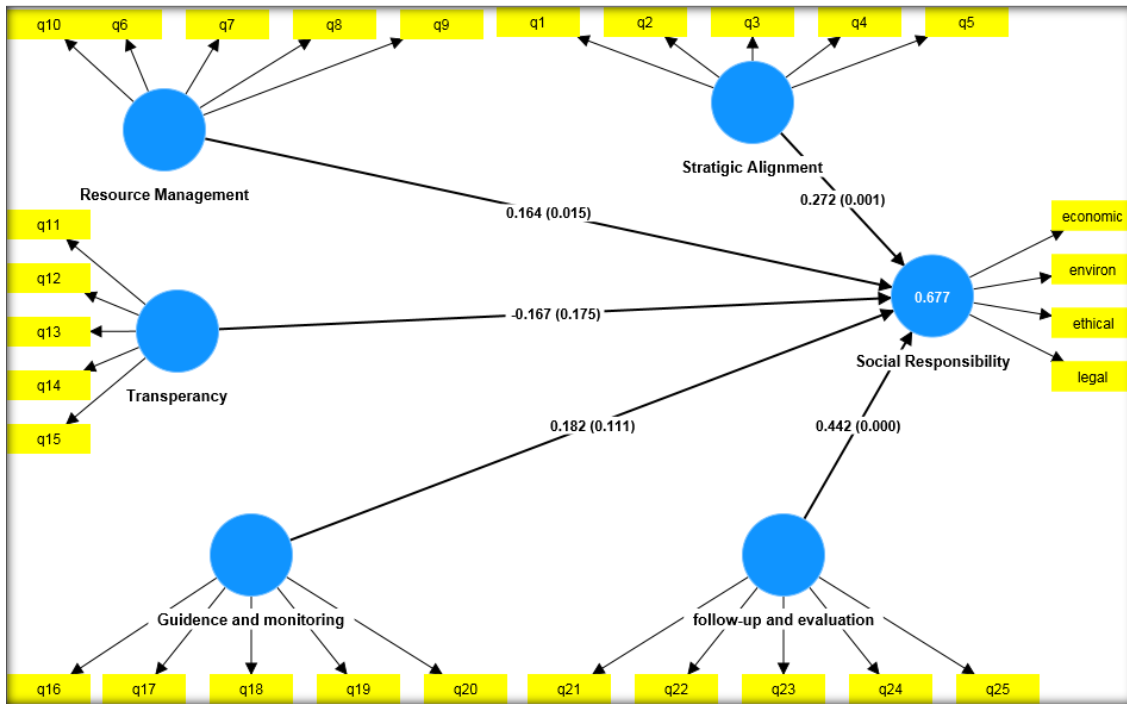 q10
q6
q7
q8
q9
q1
q2
q3
q4
q5
Resource Management
Stratigic Alignment
0.272 (0.001)
0.164 (0.015)
q11
q12
q13
q14
q15
Transperancy
-0.167 (0.175)
0.677
Social Responsibility
economic
environ
ethical
legal
0.182 (0.111)
0.442 (0.000)
Guidence and monitoring
follow-up and evaluation
q16
q17
q18
q19
q20
q21
q22
q23
q24
q25